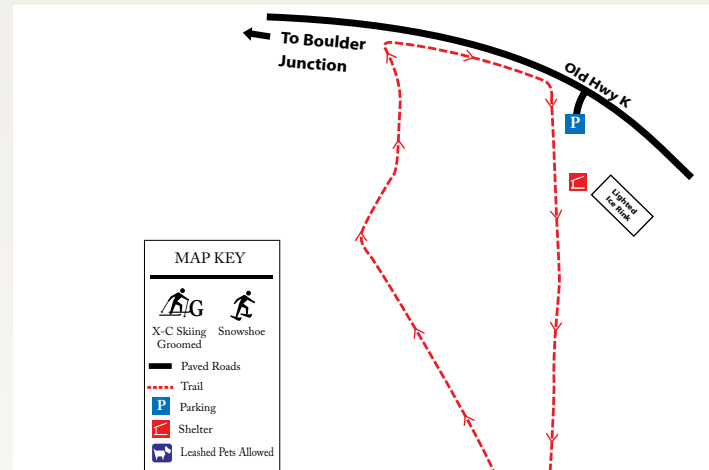 To Boulder
Junction
Old Hwy K
P
Lighted
Ice Rink
MAP KEY
G
X-C Skiing
Groomed
Snowshoe
Paved Roads
Trail
P
Parking
Shelter
Leashed Pets Allowed